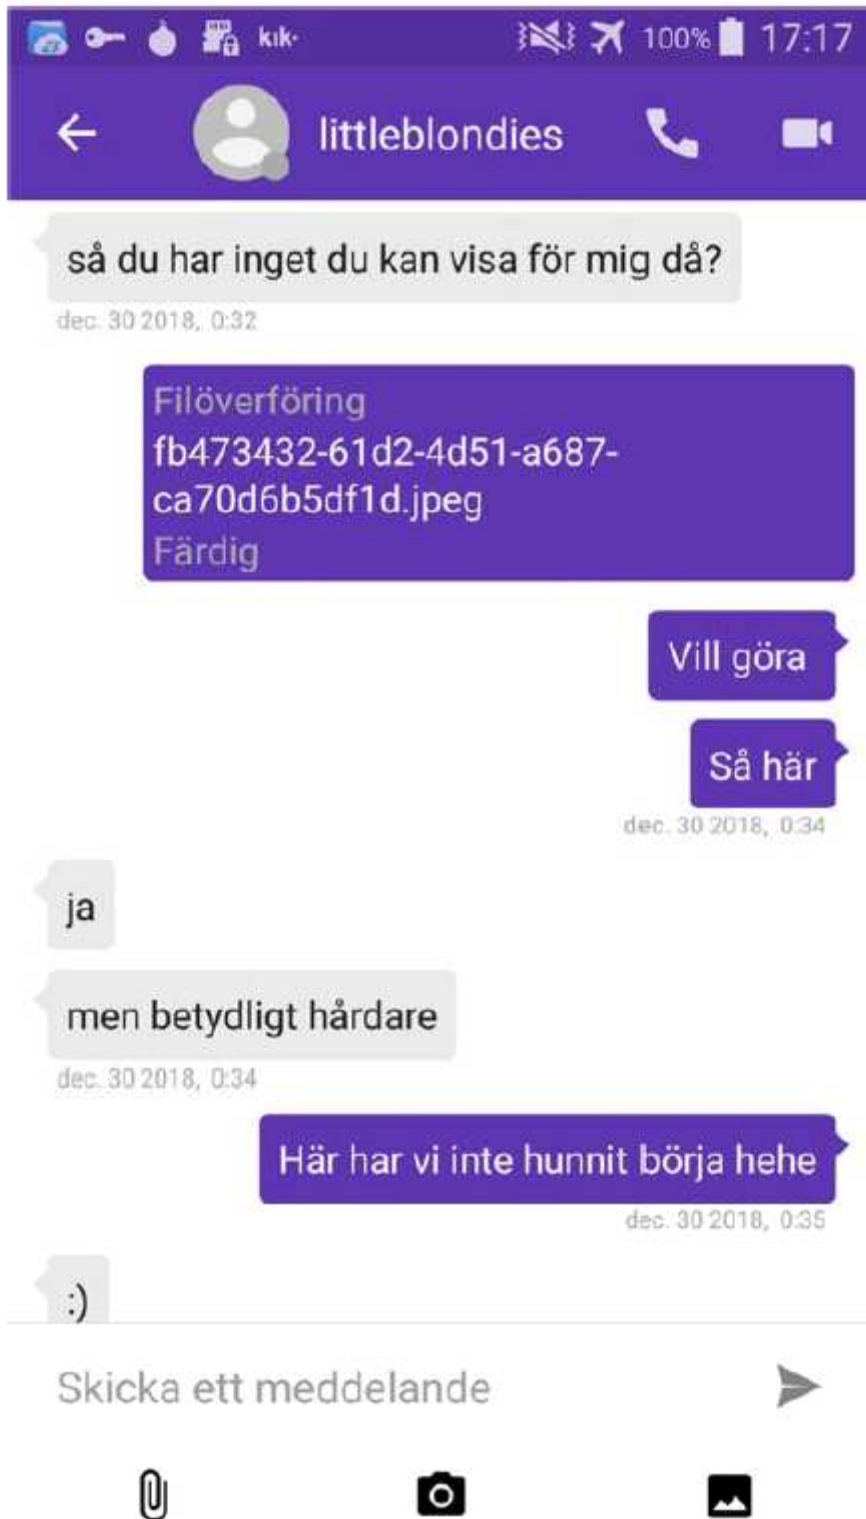 kik·
100%
17:17
littleblondies
så du har inget du kan visa för mig då?
dec. 30 2018, 0:32
Filöverföring
fb473432-61d2-4d51-a687-
ca70d6b5df1d.jpeg
Färdig
Vill göra
Så här
dec. 30 2018, 0:34
ja
men betydligt hårdare
dec. 30 2018, 0:34
Här har vi inte hunnit börja hehe
dec. 30 2018, 0:35
:)
Skicka ett meddelande